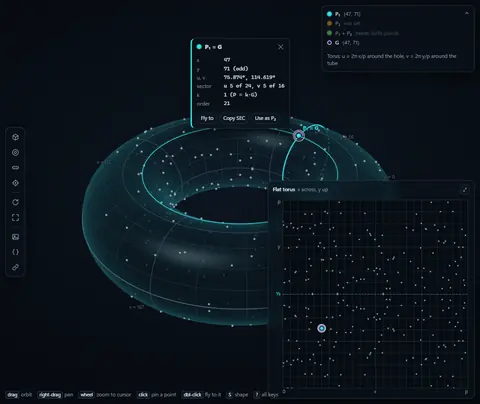 P₁ (47, 71)
P₂ not set
G (47, 71)
Torus: u = 2π·x/p around the hole, v = 2π·y/p around the tube
P₁ = G
x 47
y 71 (odd)
sector u 5 of 24, v 5 of 16
k 1 (P = k·G)
order 21
Fly to Copy SEC Use as P₂
Flat torus x across, y up
drag orbit right-drag pan wheel zoom to cursor click pin a point dbl-click fly to it S shape ? all keys